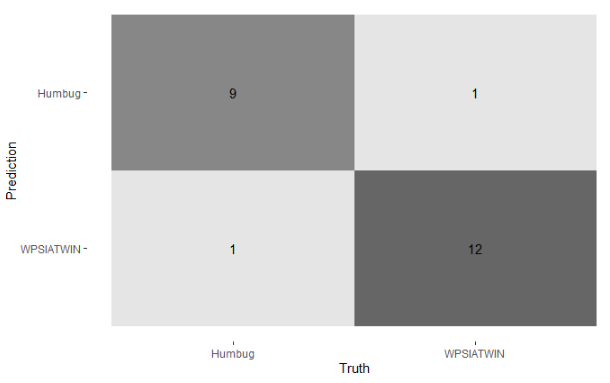 Humbug
9
1
Prediction
WPSIATWIN
1
12
Humbug
WPSIATWIN
Truth